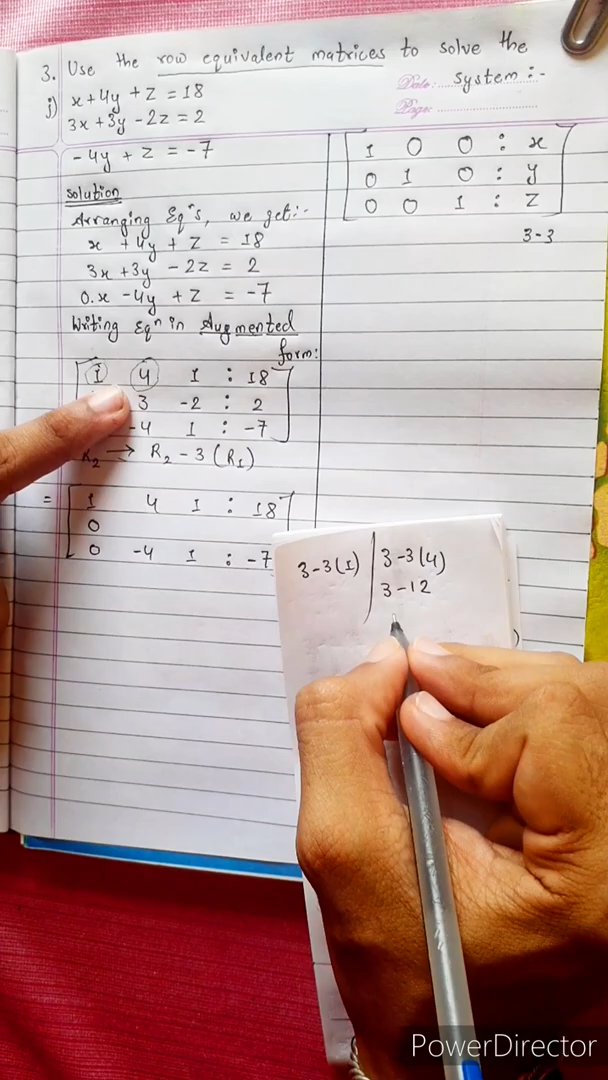 3. Use the row equivalent matrices to solve the
system:-
Date:
Page:
i) x+4y+z=18
3x+3y-2z=2
-4y+z=-7
Solution
Arranging Eqⁿs, we get:-
x+4y+z=18
3x+3y-2z=2
0.x-4y+z=-7
Writing Eqⁿ in Augmented
form:
1 4 1 : 18
3 -2 : 2
-4 1 : -7
R₂ → R₂-3(R₁)
= 1 4 1 : 18
0
0 -4 1 : -7
1 0 0 : x
0 1 0 : y
0 0 1 : z
3-3
3-3(1) | 3-3(4)
3-12
)
PowerDirector